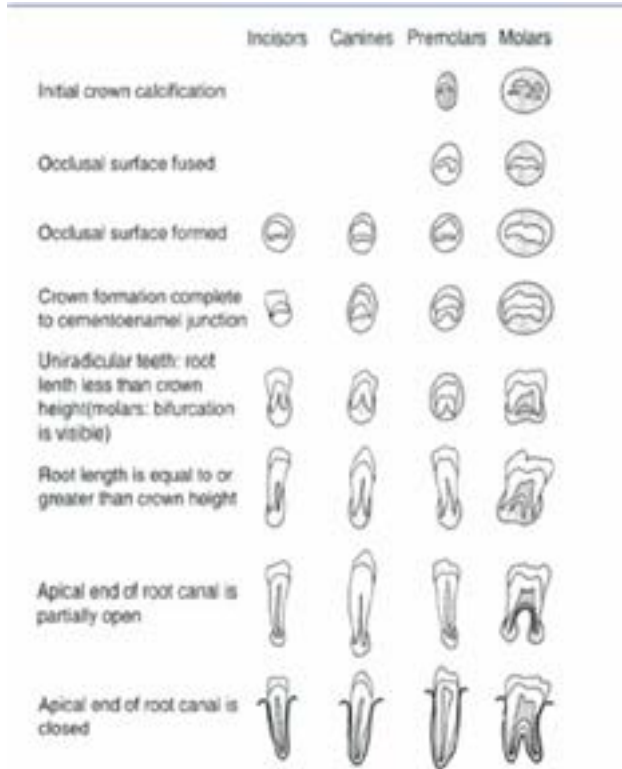 Incisors Canines Premolars Molars
Initial crown calcification
Occlusal surface fused
Occlusal surface formed
Crown formation complete
to cementoenamel junction
Uniradicular teeth: root
lenth less than crown
height(molars: bifurcation
is visible)
Root length is equal to or
greater than crown height
Apical end of root canal is
partially open
Apical end of root canal is
closed